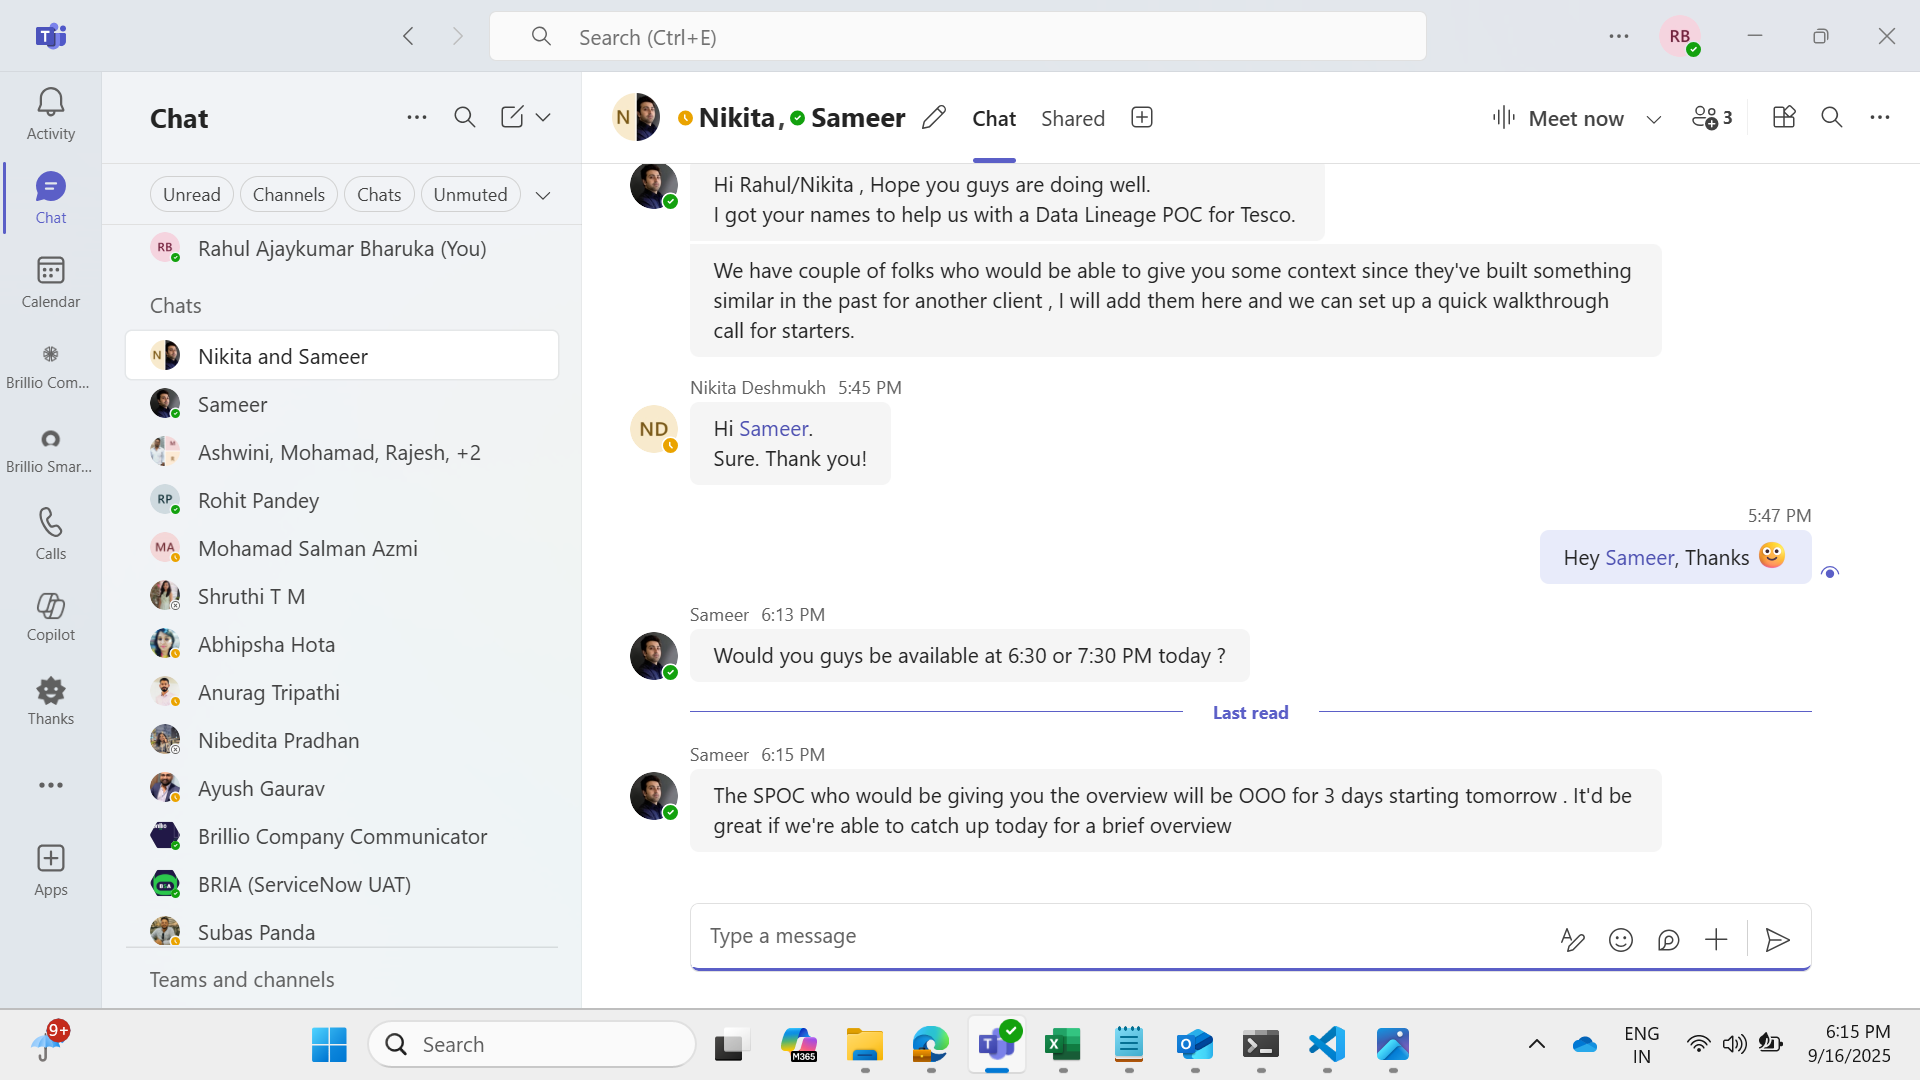 Search (Ctrl+E)
RB
Activity
Chat
Calendar
Brillio Com...
Brillio Smar...
Calls
Copilot
Thanks
Apps
Chat
Unread
Channels
Chats
Unmuted
RB
Rahul Ajaykumar Bharuka (You)
Chats
N
Nikita and Sameer
Sameer
Ashwini, Mohamad, Rajesh, +2
RP
Rohit Pandey
MA
Mohamad Salman Azmi
Shruthi T M
Abhipsha Hota
Anurag Tripathi
Nibedita Pradhan
Ayush Gaurav
Brillio Company Communicator
BRIA (ServiceNow UAT)
Subas Panda
Teams and channels
N
Nikita, Sameer
Chat
Shared
Meet now
3
Hi Rahul/Nikita , Hope you guys are doing well.
I got your names to help us with a Data Lineage POC for Tesco.
We have couple of folks who would be able to give you some context since they've built something
similar in the past for another client , I will add them here and we can set up a quick walkthrough
call for starters.
Nikita Deshmukh 5:45 PM
ND
Hi Sameer.
Sure. Thank you!
5:47 PM
Hey Sameer, Thanks
Sameer 6:13 PM
Would you guys be available at 6:30 or 7:30 PM today ?
Last read
Sameer 6:15 PM
The SPOC who would be giving you the overview will be OOO for 3 days starting tomorrow . It'd be
great if we're able to catch up today for a brief overview
Type a message
9+
Search
M365
ENG
IN
6:15 PM
9/16/2025